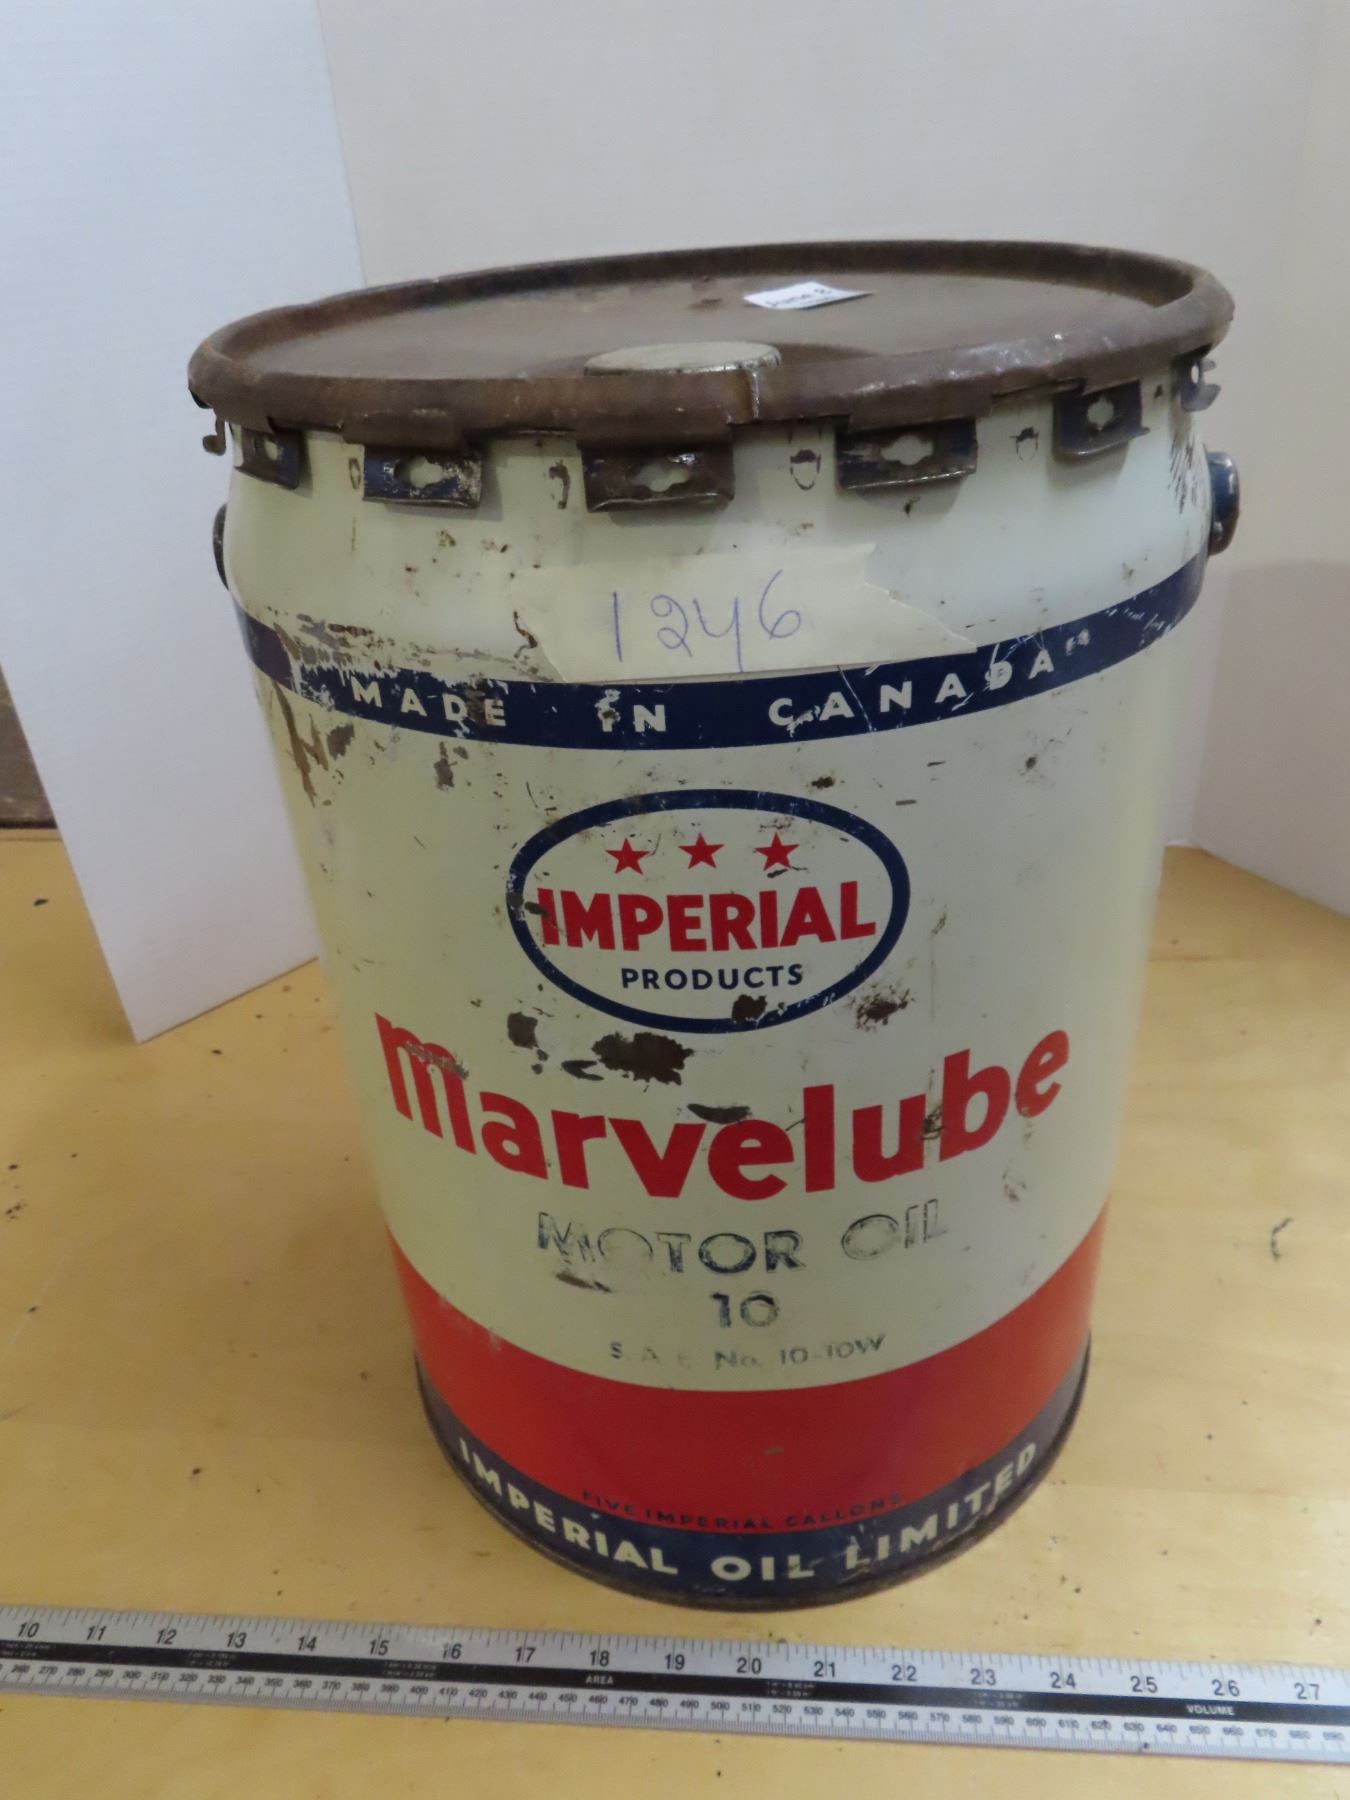 June 8
1246
MADE IN CANADA
IMPERIAL
PRODUCTS
marvelube
MOTOR OIL
10
S.A.E. No. 10-10W
FIVE IMPERIAL GALLONS
IMPERIAL OIL LIMITED
10 11 12 13 14 15 16 17 18 19 20 21 22 23 24 25 26 27
AREA VOLUME